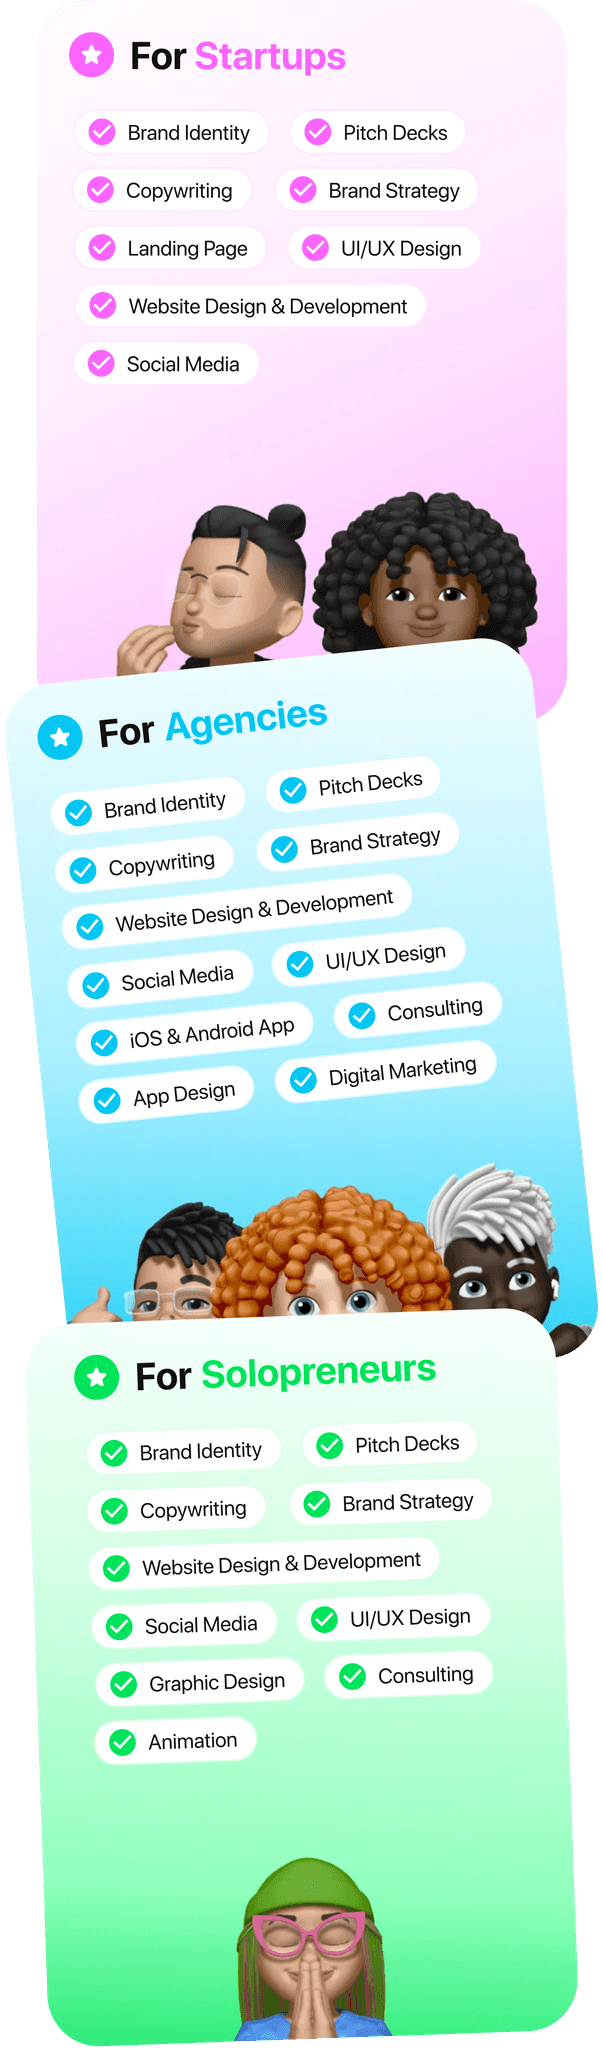 For Startups
Brand Identity
Pitch Decks
Copywriting
Brand Strategy
Landing Page
UI/UX Design
Website Design & Development
Social Media
For Agencies
Brand Identity
Pitch Decks
Copywriting
Brand Strategy
Website Design & Development
Social Media
UI/UX Design
iOS & Android App
Consulting
App Design
Digital Marketing
For Solopreneurs
Brand Identity
Pitch Decks
Copywriting
Brand Strategy
Website Design & Development
Social Media
UI/UX Design
Graphic Design
Consulting
Animation